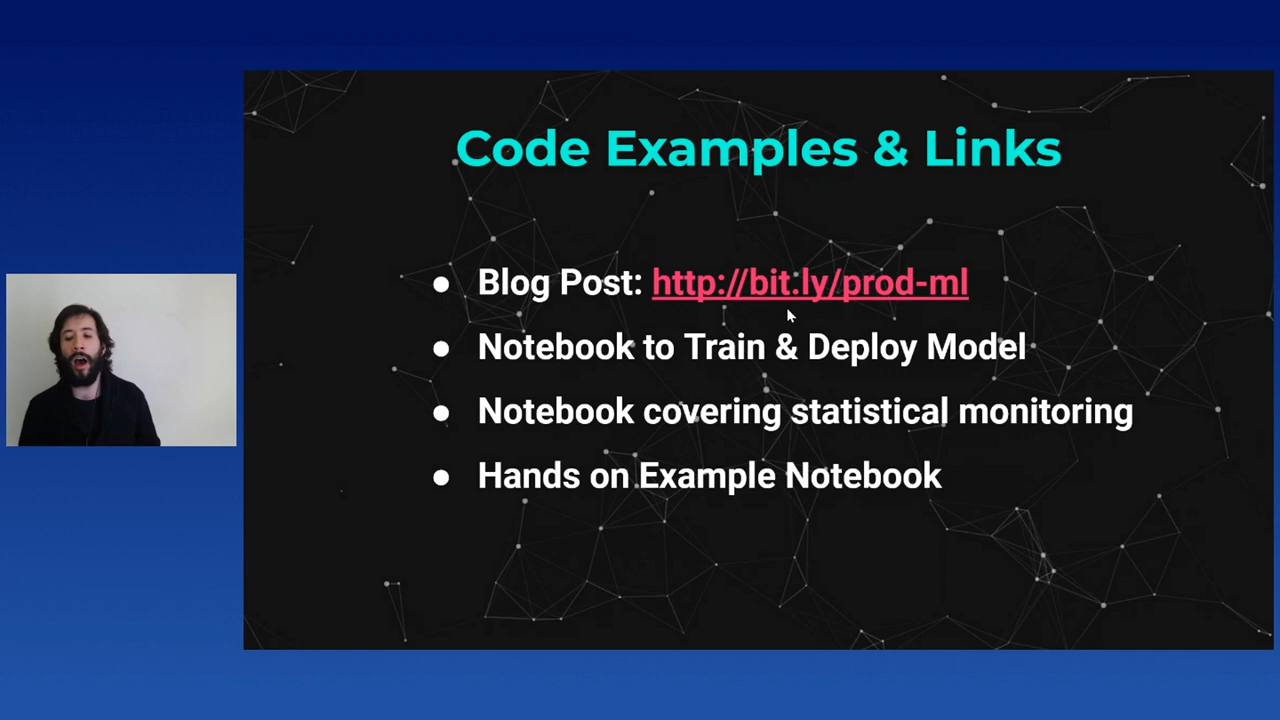 Code Examples & Links
● Blog Post: http://bit.ly/prod-ml
● Notebook to Train & Deploy Model
● Notebook covering statistical monitoring
● Hands on Example Notebook